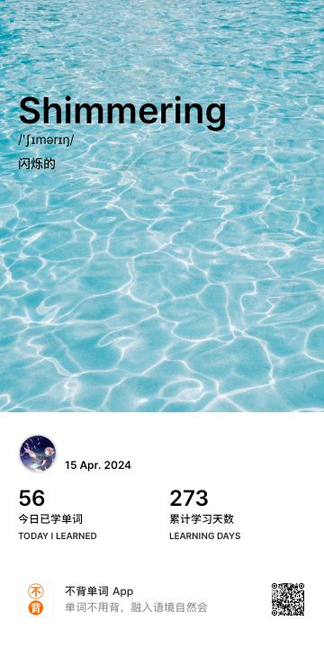 Shimmering
/ˈʃɪmərɪŋ/
闪烁的
15 Apr. 2024
56
今日已学单词
TODAY I LEARNED
273
累计学习天数
LEARNING DAYS
不背
不背单词 App
单词不用背，融入语境自然会